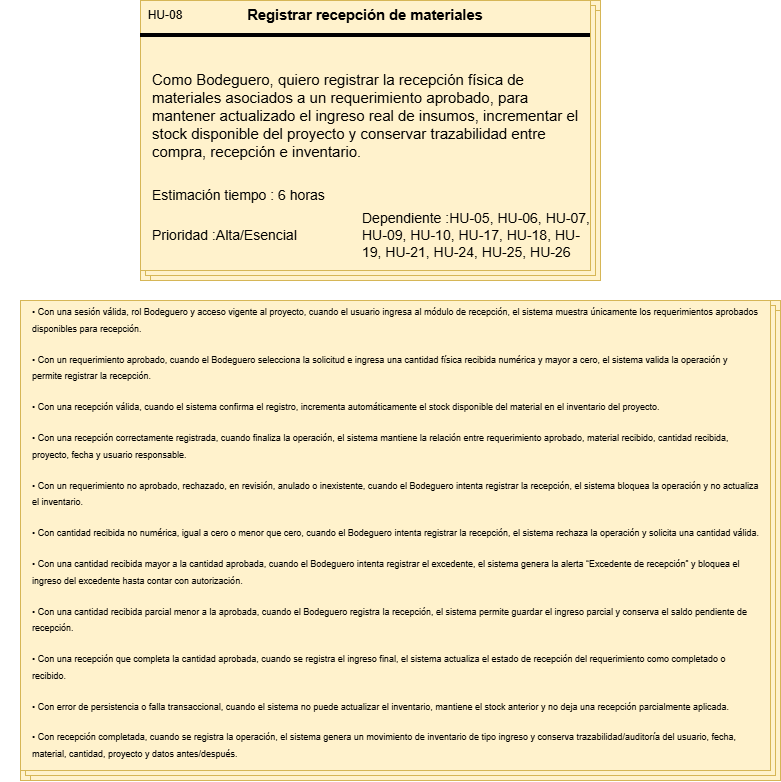 HU-08 Registrar recepción de materiales
Como Bodeguero, quiero registrar la recepción física de
materiales asociados a un requerimiento aprobado, para
mantener actualizado el ingreso real de insumos, incrementar el
stock disponible del proyecto y conservar trazabilidad entre
compra, recepción e inventario.
Estimación tiempo : 6 horas
Prioridad :Alta/Esencial
Dependiente :HU-05, HU-06, HU-07,
HU-09, HU-10, HU-17, HU-18, HU-
19, HU-21, HU-24, HU-25, HU-26
• Con una sesión válida, rol Bodeguero y acceso vigente al proyecto, cuando el usuario ingresa al módulo de recepción, el sistema muestra únicamente los requerimientos aprobados
disponibles para recepción.
• Con un requerimiento aprobado, cuando el Bodeguero selecciona la solicitud e ingresa una cantidad física recibida numérica y mayor a cero, el sistema valida la operación y
permite registrar la recepción.
• Con una recepción válida, cuando el sistema confirma el registro, incrementa automáticamente el stock disponible del material en el inventario del proyecto.
• Con una recepción correctamente registrada, cuando finaliza la operación, el sistema mantiene la relación entre requerimiento aprobado, material recibido, cantidad recibida,
proyecto, fecha y usuario responsable.
• Con un requerimiento no aprobado, rechazado, en revisión, anulado o inexistente, cuando el Bodeguero intenta registrar la recepción, el sistema bloquea la operación y no actualiza
el inventario.
• Con cantidad recibida no numérica, igual a cero o menor que cero, cuando el Bodeguero intenta registrar la recepción, el sistema rechaza la operación y solicita una cantidad válida.
• Con una cantidad recibida mayor a la cantidad aprobada, cuando el Bodeguero intenta registrar el excedente, el sistema genera la alerta “Excedente de recepción” y bloquea el
ingreso del excedente hasta contar con autorización.
• Con una cantidad recibida parcial menor a la aprobada, cuando el Bodeguero registra la recepción, el sistema permite guardar el ingreso parcial y conserva el saldo pendiente de
recepción.
• Con una recepción que completa la cantidad aprobada, cuando se registra el ingreso final, el sistema actualiza el estado de recepción del requerimiento como completado o
recibido.
• Con error de persistencia o falla transaccional, cuando el sistema no puede actualizar el inventario, mantiene el stock anterior y no deja una recepción parcialmente aplicada.
• Con recepción completada, cuando se registra la operación, el sistema genera un movimiento de inventario de tipo ingreso y conserva trazabilidad/auditoría del usuario, fecha,
material, cantidad, proyecto y datos antes/después.